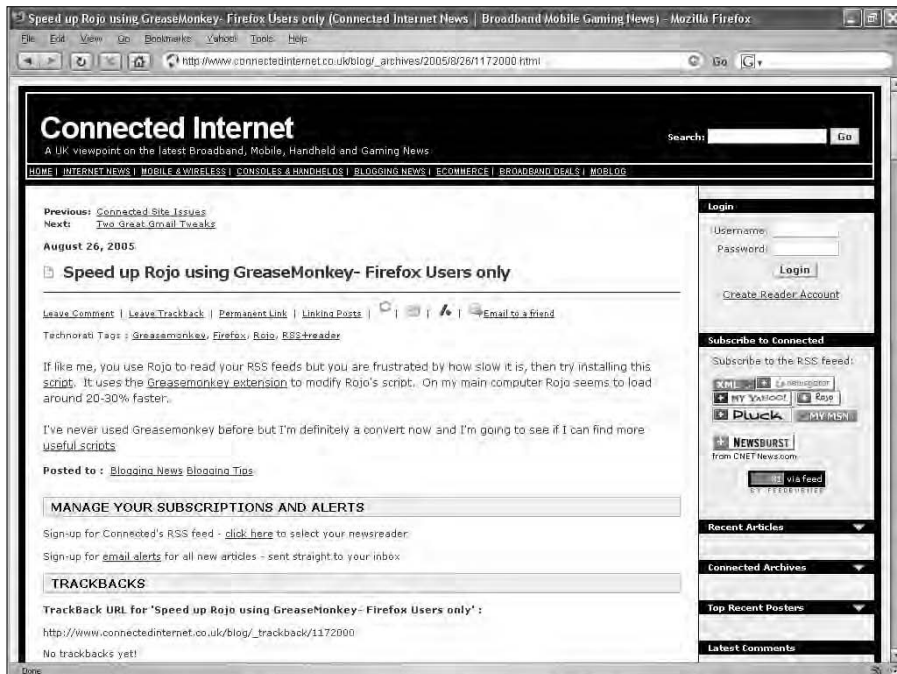 Speed up Rojo using GreaseMonkey- Firefox Users only (Connected Internet News | Broadband Mobile Gaming News) - Mozilla Firefox
File Edit View Go Bookmarks Yahoo! Tools Help
http://www.connectedinternet.co.uk/blog/_archives/2005/8/26/1172000.html Go G
Connected Internet
A UK viewpoint on the latest Broadband, Mobile, Handheld and Gaming News
Search: Go
HOME | INTERNET NEWS | MOBILE & WIRELESS | CONSOLES & HANDHELDS | BLOGGING NEWS | ECOMMERCE | BROADBAND DEALS | MOBLOG
Previous: Connected Site Issues
Next: Two Great Gmail Tweaks
August 26, 2005
Speed up Rojo using GreaseMonkey- Firefox Users only
Leave Comment | Leave Trackback | Permanent Link | Linking Posts | | | | Email to a friend
Technorati Tags : Greasemonkey, Firefox, Rojo, RSS+reader
If like me, you use Rojo to read your RSS feeds but you are frustrated by how slow it is, then try installing this
script. It uses the Greasemonkey extension to modify Rojo's script. On my main computer Rojo seems to load
around 20-30% faster.
I've never used Greasemonkey before but I'm definitely a convert now and I'm going to see if I can find more
useful scripts
Posted to : Blogging News Blogging Tips
MANAGE YOUR SUBSCRIPTIONS AND ALERTS
Sign-up for Connected's RSS feed - click here to select your newsreader
Sign-up for email alerts for all new articles - sent straight to your inbox
TRACKBACKS
TrackBack URL for 'Speed up Rojo using GreaseMonkey- Firefox Users only' :
http://www.connectedinternet.co.uk/blog/_trackback/1172000
No trackbacks yet!
Login
Username:
Password:
Login
Create Reader Account
Subscribe to Connected
Subscribe to the RSS feeed:
XML
MY YAHOO! Rojo
Pluck MY MSN
NEWSBURST
from CNET News.com
via feed
BY FEEDBURNER
Recent Articles
Connected Archives
Top Recent Posters
Latest Comments
Done